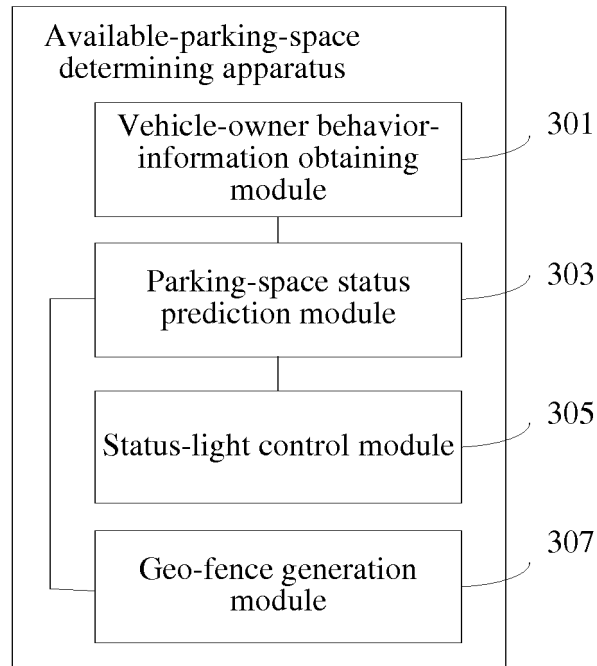 Available-parking-space
determining apparatus
Vehicle-owner behavior-
information obtaining
module
301
Parking-space status
prediction module
303
Status-light control module
305
Geo-fence generation
module
307